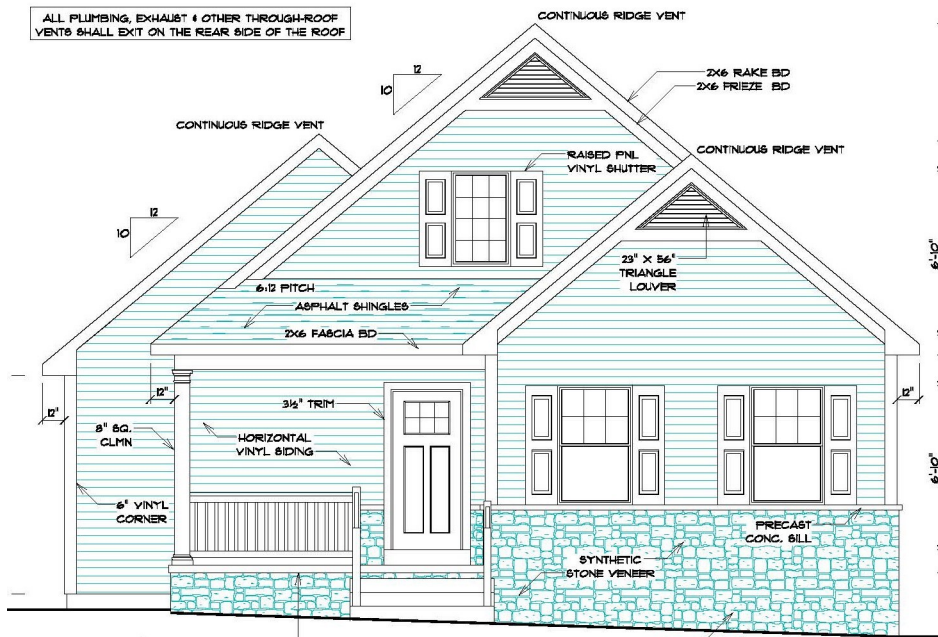 ALL PLUMBING, EXHAUST & OTHER THROUGH-ROOF
VENTS SHALL EXIT ON THE REAR SIDE OF THE ROOF
CONTINUOUS RIDGE VENT
12
10
2X6 RAKE BD
2X6 FRIEZE BD
CONTINUOUS RIDGE VENT
CONTINUOUS RIDGE VENT
RAISED PNL
VINYL SHUTTER
12
10
23" X 56"
TRIANGLE
LOUVER
6'-10"
6:12 PITCH
ASPHALT SHINGLES
2X6 FASCIA BD
12"
12"
12"
3½" TRIM
8" SQ.
CLMN
HORIZONTAL
VINYL SIDING
6'-10"
6" VINYL
CORNER
PRECAST
CONC. SILL
SYNTHETIC
STONE VENEER